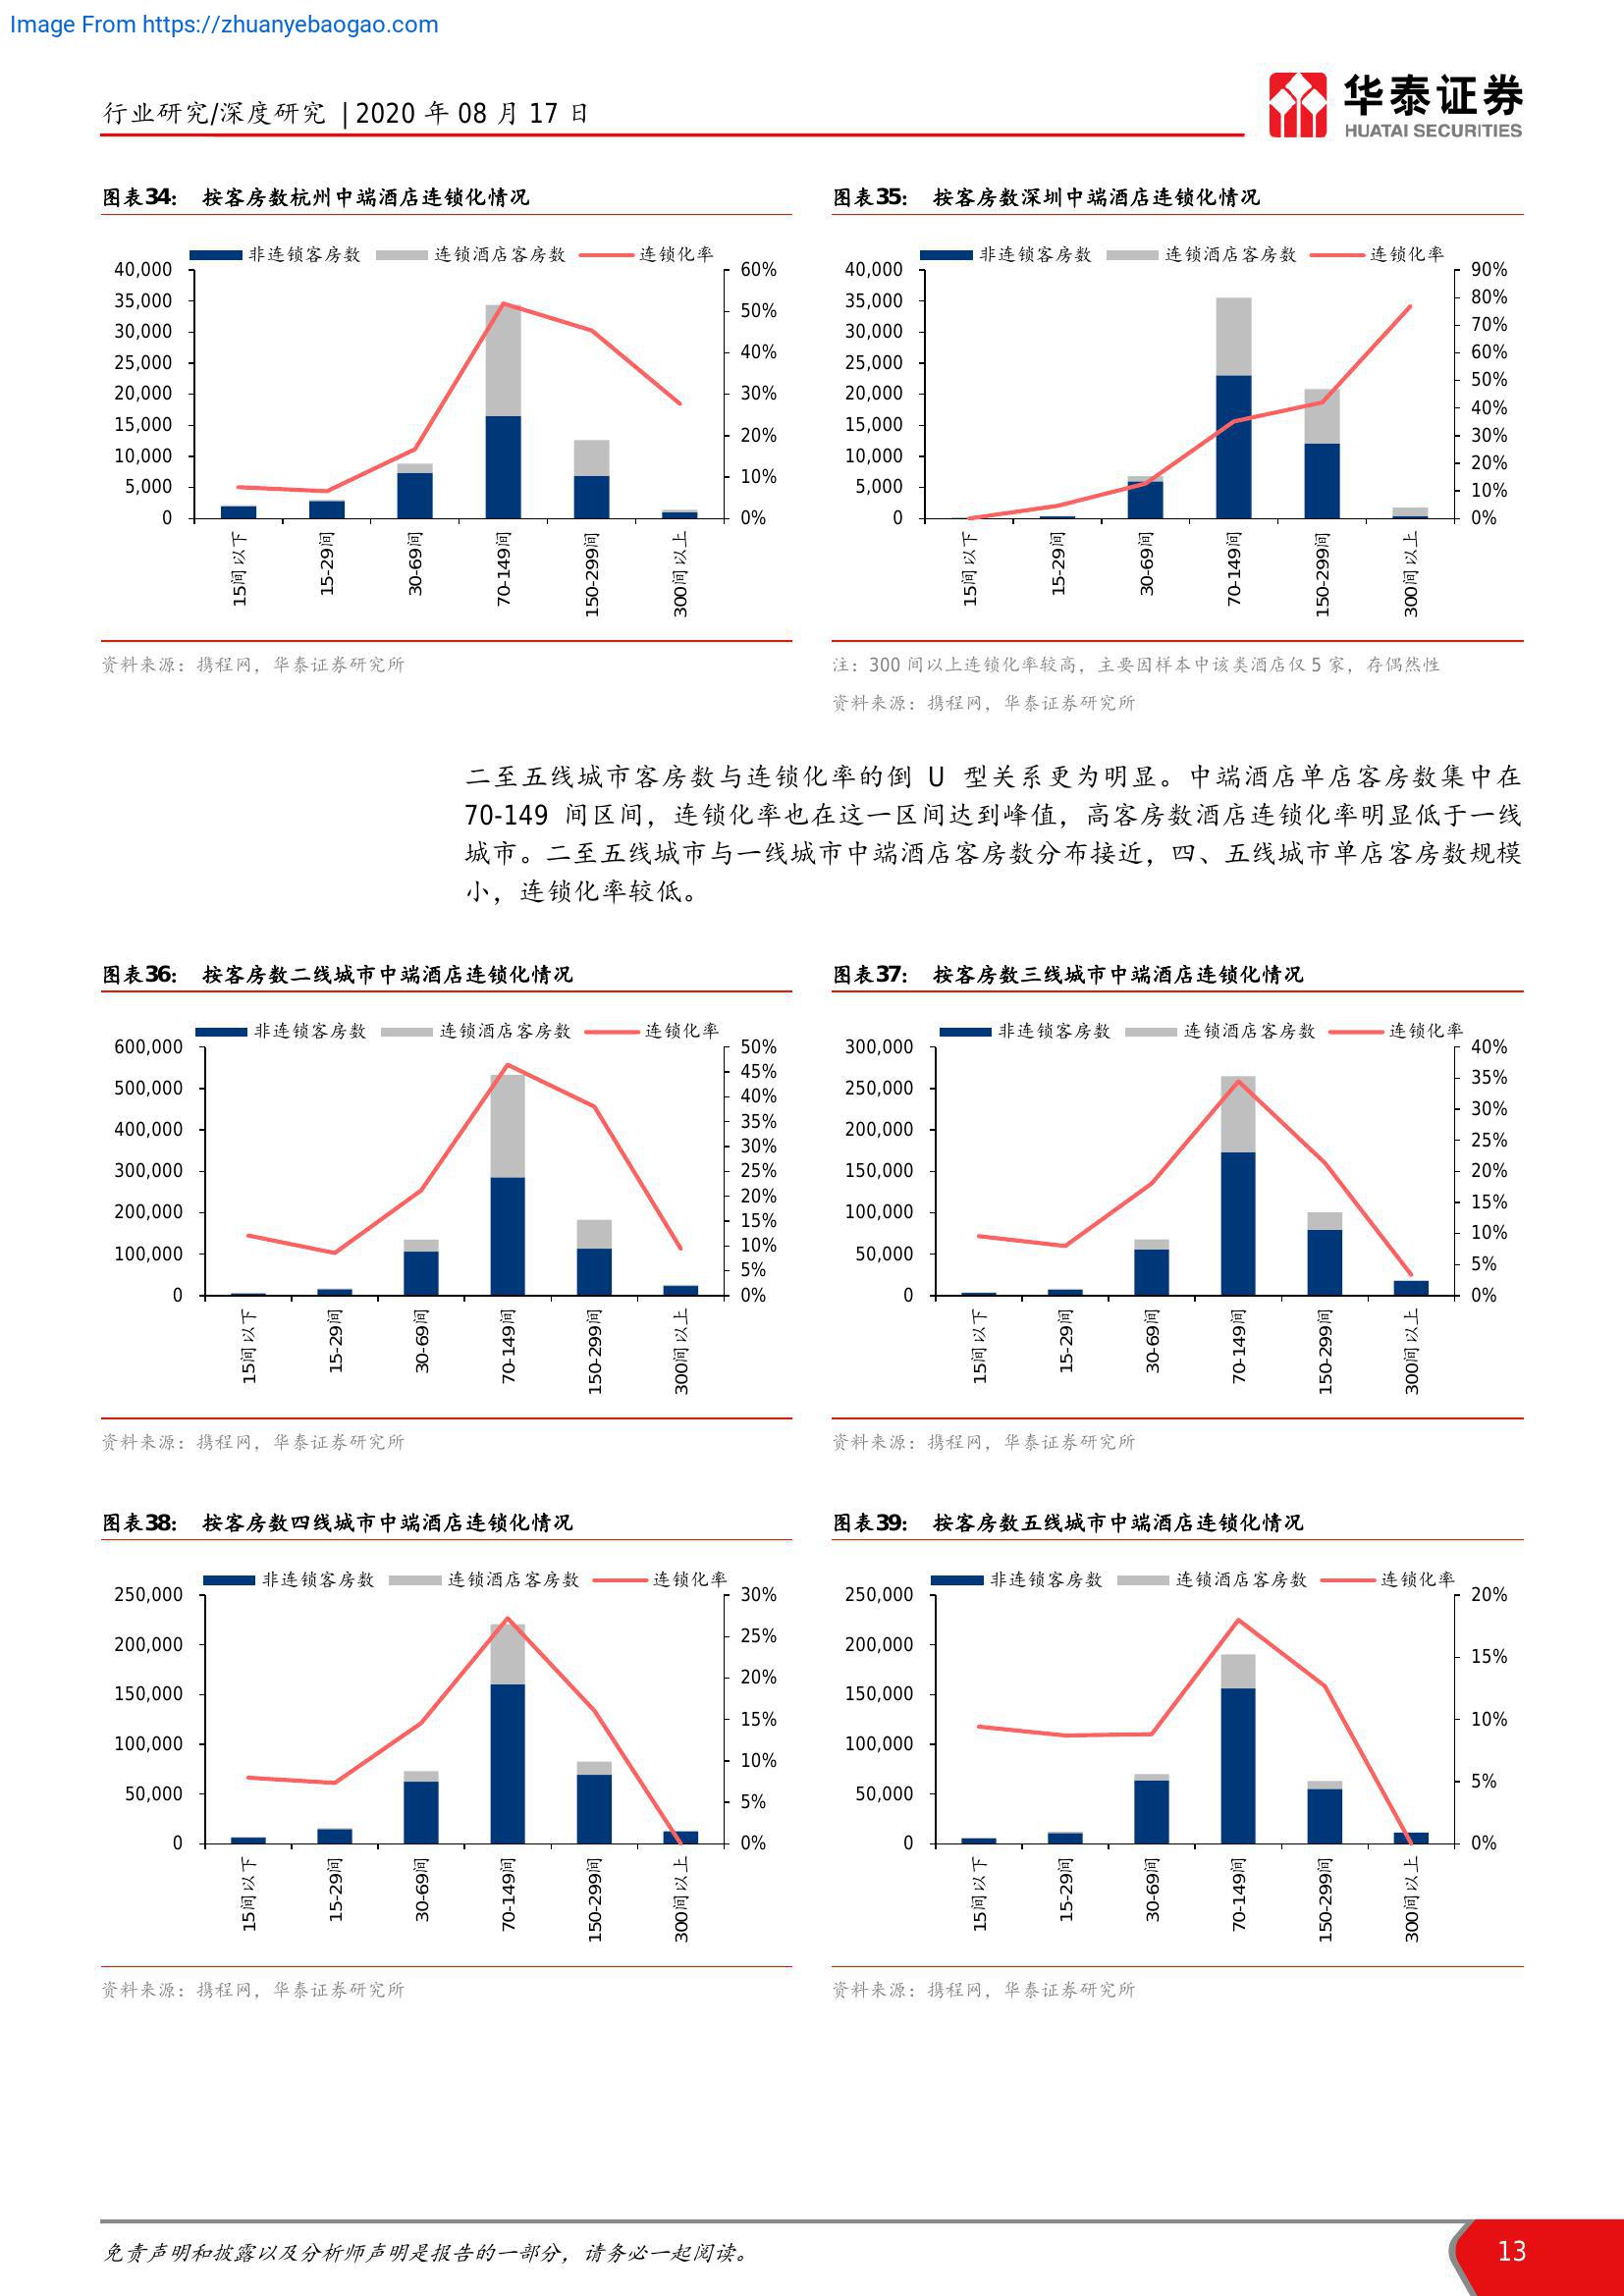 Image From https://zhuanyebaogao.com
行业研究/深度研究 | 2020 年 08 月 17 日
华泰证券
HUATAI SECURITIES
图表34： 按客房数杭州中端酒店连锁化情况
非连锁客房数 连锁酒店客房数 连锁化率
40,000 60%
35,000 50%
30,000 40%
25,000
20,000 30%
15,000 20%
10,000 10%
5,000
0 0%
15间以下 15-29间 30-69间 70-149间 150-299间 300间以上
资料来源：携程网，华泰证券研究所
图表35： 按客房数深圳中端酒店连锁化情况
非连锁客房数 连锁酒店客房数 连锁化率
40,000 90%
35,000 80%
30,000 70%
25,000 60%
20,000 50%
15,000 40%
10,000 30%
5,000 20%
0 10%
0%
15间以下 15-29间 30-69间 70-149间 150-299间 300间以上
注：300 间以上连锁化率较高，主要因样本中该类酒店仅 5 家，存偶然性
资料来源：携程网，华泰证券研究所
二至五线城市客房数与连锁化率的倒 U 型关系更为明显。中端酒店单店客房数集中在
70-149 间区间，连锁化率也在这一区间达到峰值，高客房数酒店连锁化率明显低于一线
城市。二至五线城市与一线城市中端酒店客房数分布接近，四、五线城市单店客房数规模
小，连锁化率较低。
图表36： 按客房数二线城市中端酒店连锁化情况
非连锁客房数 连锁酒店客房数 连锁化率
600,000 50%
500,000 45%
400,000 40%
300,000 35%
200,000 30%
100,000 25%
0 20%
15%
10%
5%
0%
15间以下 15-29间 30-69间 70-149间 150-299间 300间以上
资料来源：携程网，华泰证券研究所
图表37： 按客房数三线城市中端酒店连锁化情况
非连锁客房数 连锁酒店客房数 连锁化率
300,000 40%
250,000 35%
200,000 30%
150,000 25%
100,000 20%
50,000 15%
0 10%
5%
0%
15间以下 15-29间 30-69间 70-149间 150-299间 300间以上
资料来源：携程网，华泰证券研究所
图表38： 按客房数四线城市中端酒店连锁化情况
非连锁客房数 连锁酒店客房数 连锁化率
250,000 30%
200,000 25%
150,000 20%
100,000 15%
50,000 10%
0 5%
0%
15间以下 15-29间 30-69间 70-149间 150-299间 300间以上
资料来源：携程网，华泰证券研究所
图表39： 按客房数五线城市中端酒店连锁化情况
非连锁客房数 连锁酒店客房数 连锁化率
250,000 20%
200,000 15%
150,000 10%
100,000 5%
50,000 0%
0
15间以下 15-29间 30-69间 70-149间 150-299间 300间以上
资料来源：携程网，华泰证券研究所
免责声明和披露以及分析师声明是报告的一部分，请务必一起阅读。
13